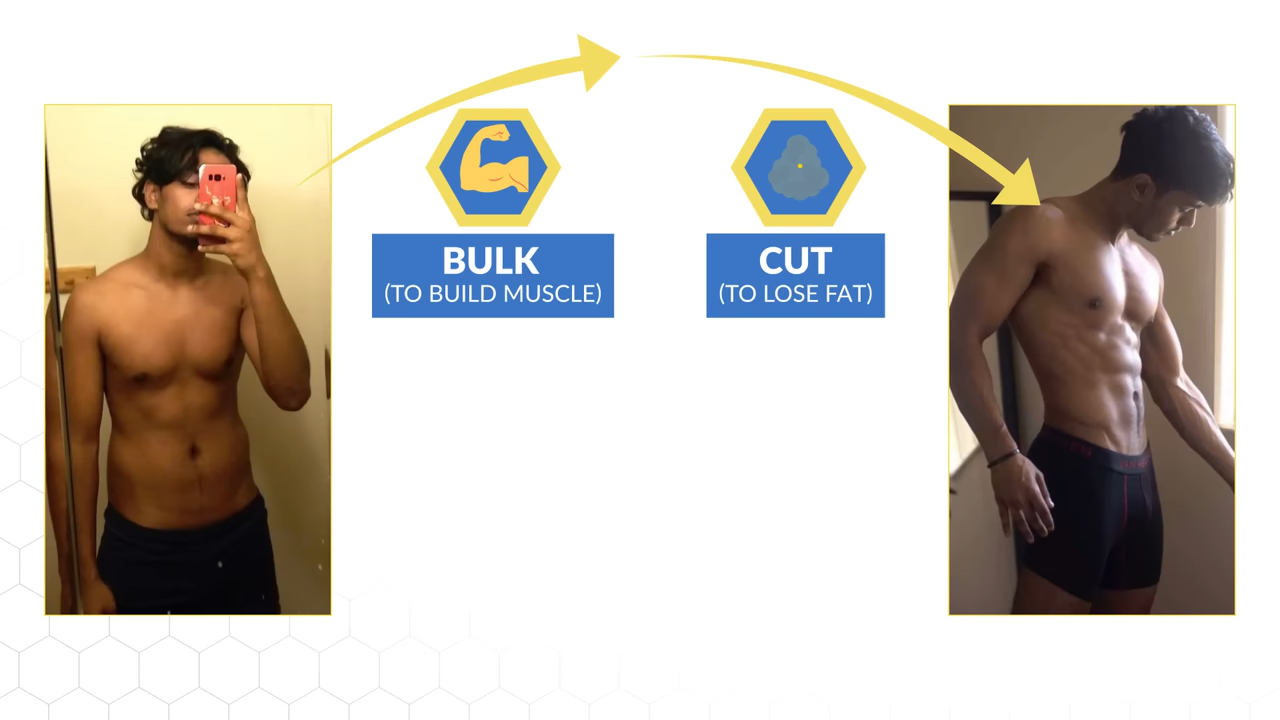 BULK
(TO BUILD MUSCLE)
CUT
(TO LOSE FAT)